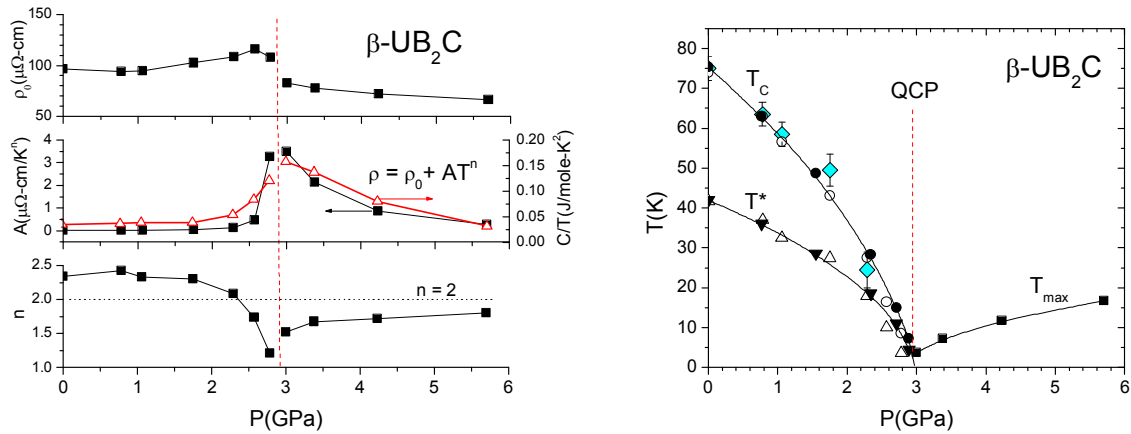 β-UB₂C
ρ₀(μΩ-cm)
150
100
50
A(μΩ-cm/Kⁿ)
4
3
2
1
0
ρ = ρ₀+ ATⁿ
0.20
0.15
0.10
0.05
0.00
C/T(J/mole-K²)
n
2.5
2.0
1.5
1.0
n = 2
0 1 2 3 4 5 6
P(GPa)
β-UB₂C
T(K)
80
70
60
50
40
30
20
10
0
T_C
QCP
T*
T_max
0 1 2 3 4 5 6
P(GPa)